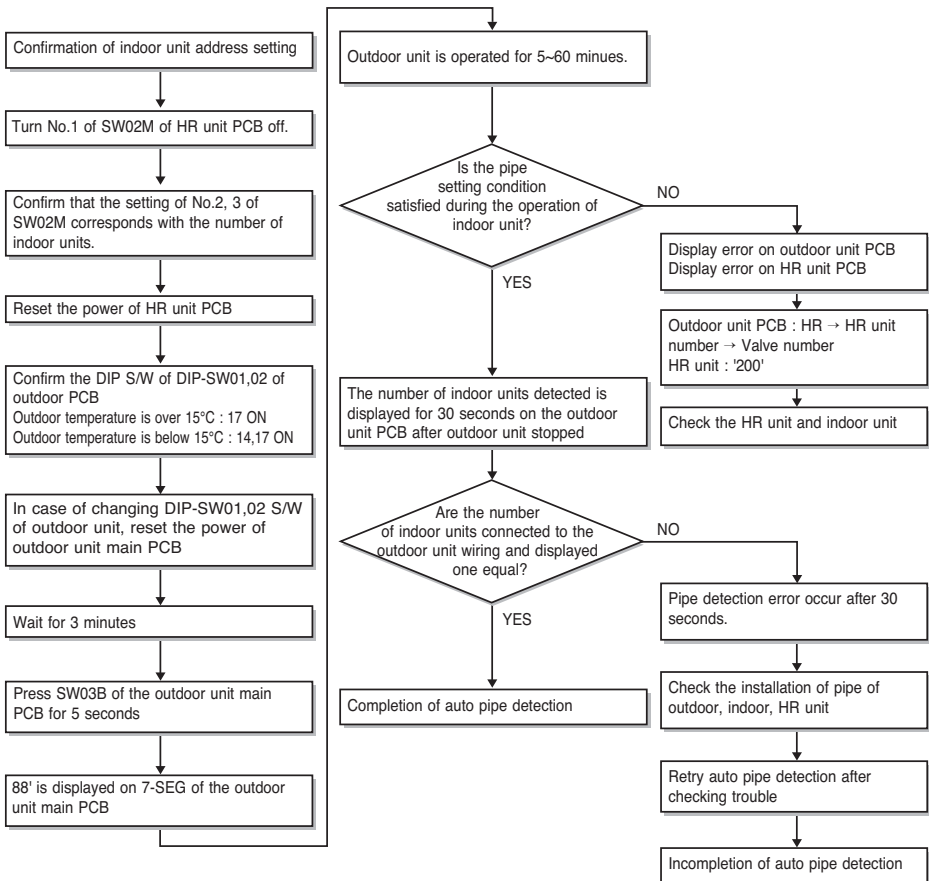 Confirmation of indoor unit address setting
Turn No.1 of SW02M of HR unit PCB off.
Confirm that the setting of No.2, 3 of
SW02M corresponds with the number of
indoor units.
Reset the power of HR unit PCB
Confirm the DIP S/W of DIP-SW01,02 of
outdoor PCB
Outdoor temperature is over 15°C : 17 ON
Outdoor temperature is below 15°C : 14,17 ON
In case of changing DIP-SW01,02 S/W
of outdoor unit, reset the power of
outdoor unit main PCB
Wait for 3 minutes
Press SW03B of the outdoor unit main
PCB for 5 seconds
88' is displayed on 7-SEG of the outdoor
unit main PCB
Outdoor unit is operated for 5~60 minues.
Is the pipe
setting condition
satisfied during the operation of
indoor unit?
NO
YES
Display error on outdoor unit PCB
Display error on HR unit PCB
Outdoor unit PCB : HR → HR unit
number → Valve number
HR unit : '200'
Check the HR unit and indoor unit
The number of indoor units detected is
displayed for 30 seconds on the outdoor
unit PCB after outdoor unit stopped
Are the number
of indoor units connected to the
outdoor unit wiring and displayed
one equal?
NO
YES
Completion of auto pipe detection
Pipe detection error occur after 30
seconds.
Check the installation of pipe of
outdoor, indoor, HR unit
Retry auto pipe detection after
checking trouble
Incompletion of auto pipe detection